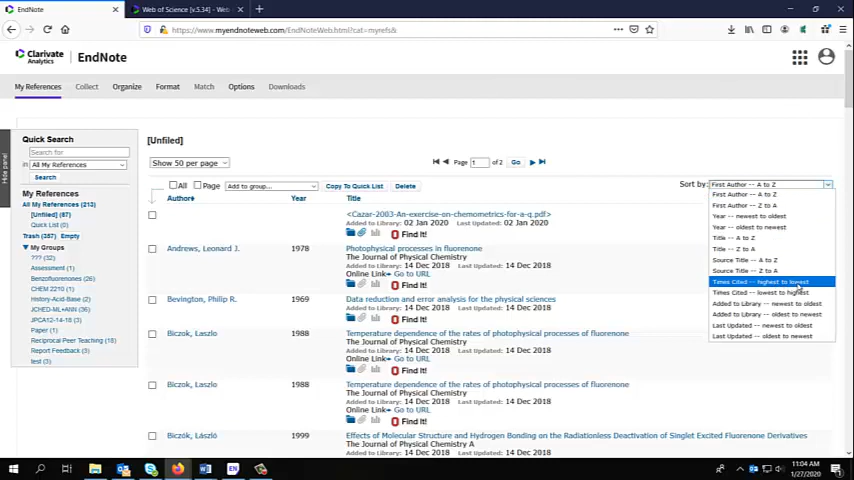 EndNote
Web of Science [v.5.34] - Web
https://www.myendnoteweb.com/EndNoteWeb.html?cat=myrefs&
Clarivate
Analytics
EndNote
My References
Collect
Organize
Format
Match
Options
Downloads
Hide panel
Quick Search
Search for
in All My References
Search
My References
All My References (213)
[Unfiled] (87)
Quick List (0)
Trash (387) Empty
My Groups
??? (32)
Assessment (1)
Benzofluorenones (26)
CHEM 2210 (1)
History-Acid-Base (2)
JCHED-ML+ANN (36)
JPCA12-14-18 (3)
Paper (1)
Reciprocal Peer Teaching (18)
Report Feedback (3)
test (3)
[Unfiled]
Show 50 per page
Page 1 of 2 Go
All Page Add to group... Copy To Quick List Delete
Sort by: First Author -- A to Z
First Author -- A to Z
First Author -- Z to A
Year -- newest to oldest
Year -- oldest to newest
Title -- A to Z
Title -- Z to A
Source Title -- A to Z
Source Title -- Z to A
Times Cited -- highest to lowest
Times Cited -- lowest to highest
Added to Library -- newest to oldest
Added to Library -- oldest to newest
Last Updated -- newest to oldest
Last Updated -- oldest to newest
Author Year Title
<Cazar-2003-An-exercise-on-chemometrics-for-a-q.pdf>
Added to Library: 02 Jan 2020 Last Updated: 02 Jan 2020
Find It!
Andrews, Leonard J. 1978 Photophysical processes in fluorenone
The Journal of Physical Chemistry
Added to Library: 14 Dec 2018 Last Updated: 14 Dec 2018
Online Link Go to URL
Find It!
Bevington, Philip R. 1969 Data reduction and error analysis for the physical sciences
Added to Library: 14 Dec 2018 Last Updated: 14 Dec 2018
Find It!
Biczok, Laszlo 1988 Temperature dependence of the rates of photophysical processes of fluorenone
The Journal of Physical Chemistry
Added to Library: 14 Dec 2018 Last Updated: 14 Dec 2018
Online Link Go to URL
Find It!
Biczok, Laszlo 1988 Temperature dependence of the rates of photophysical processes of fluorenone
The Journal of Physical Chemistry
Added to Library: 14 Dec 2018 Last Updated: 14 Dec 2018
Online Link Go to URL
Find It!
Biczók, László 1999 Effects of Molecular Structure and Hydrogen Bonding on the Radiationless Deactivation of Singlet Excited Fluorenone Derivatives
The Journal of Physical Chemistry A
EN
11:04 AM
1/27/2020